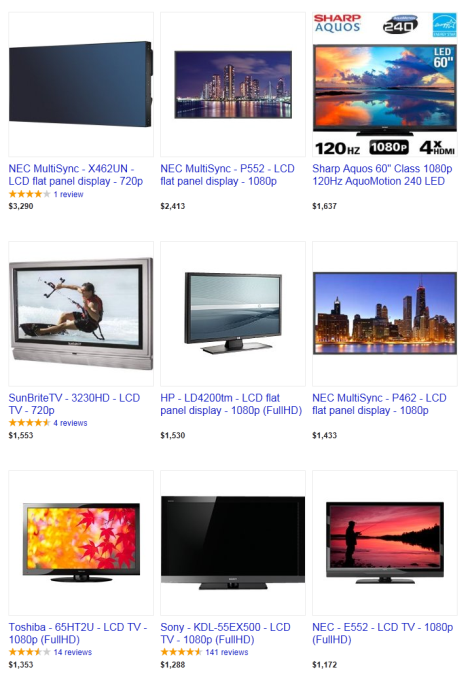 SHARP
AQUOS
240
LED
60"
120HZ 1080P 4X HDMI
NEC MultiSync - X462UN - LCD flat panel display - 720p
1 review
$3,290
NEC MultiSync - P552 - LCD flat panel display - 1080p
$2,413
Sharp Aquos 60" Class 1080p 120Hz AquoMotion 240 LED
$1,637
SunBriteTV - 3230HD - LCD TV - 720p
4 reviews
$1,553
HP - LD4200tm - LCD flat panel display - 1080p (FullHD)
$1,530
NEC MultiSync - P462 - LCD flat panel display - 1080p
$1,433
Toshiba - 65HT2U - LCD TV - 1080p (FullHD)
14 reviews
$1,353
Sony - KDL-55EX500 - LCD TV - 1080p (FullHD)
141 reviews
$1,288
NEC - E552 - LCD TV - 1080p (FullHD)
$1,172